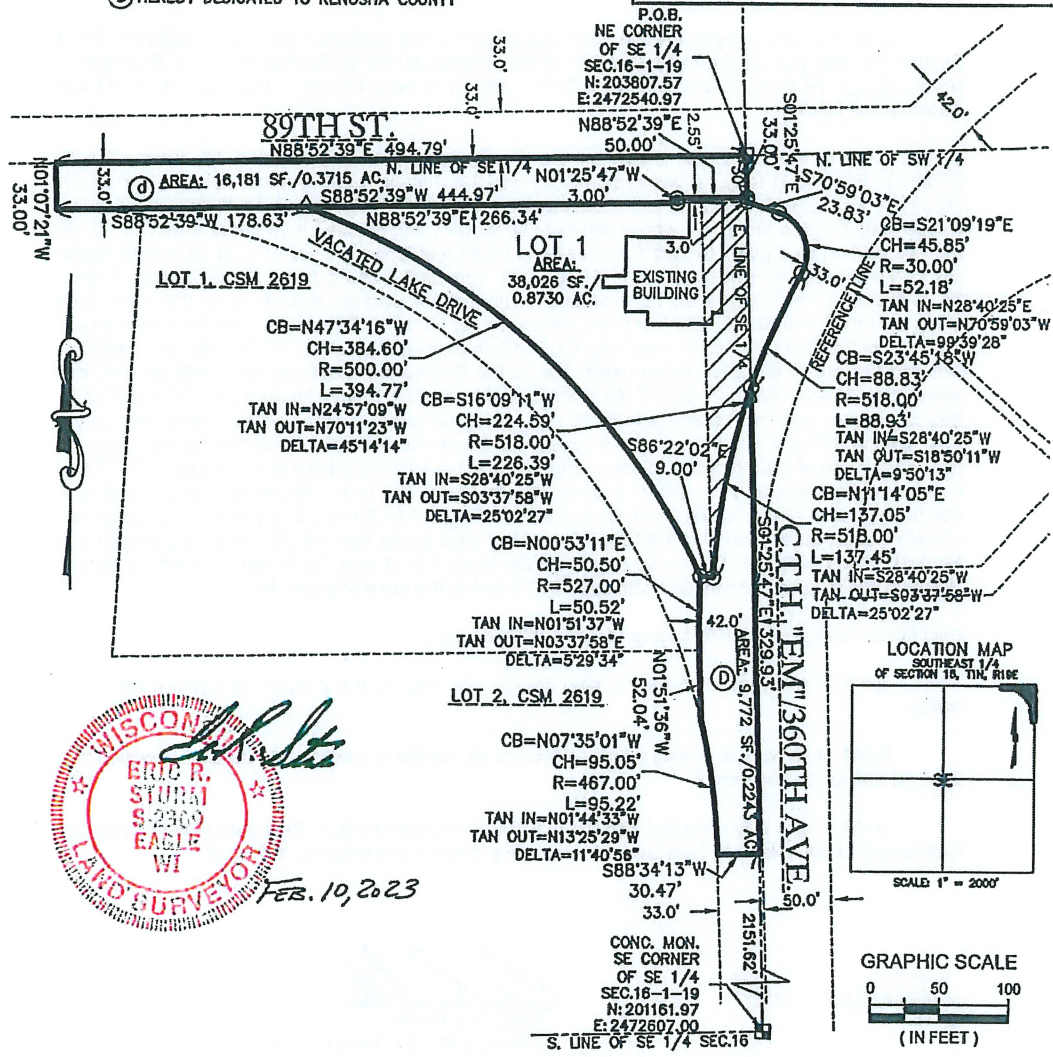 Ⓓ HEREBY DEDICATED TO KENOSHA COUNTY
P.O.B.
NE CORNER
OF SE 1/4
SEC.16-1-19
N: 203807.57
E: 2472540.97
33.0'
33.0'
42.0'
89TH ST.
N88°52'39"E 494.79'
N88°52'39"E
50.00'
2.55'
S01°25'47"E
33.00'
N. LINE OF SW 1/4
N. LINE OF SE 1/4
N01°07'21"W
33.00'
33.0'
ⓓ AREA: 16,181 SF./0.3715 AC.
S88°52'39"W 444.97'
N01°25'47"W
3.00'
50'
S70°59'03"E
23.83'
S88°52'39"W 178.63'
N88°52'39"E 266.34'
3.0'
LOT 1
AREA:
38,026 SF./
0.8730 AC.
EXISTING
BUILDING
E LINE OF SE 1/4
33.0'
REFERENCE LINE
CB=S21°09'19"E
CH=45.85'
R=30.00'
L=52.18'
TAN IN=N28°40'25"E
TAN OUT=N70°59'03"W
DELTA=99°39'28"
VACATED LAKE DRIVE
LOT 1, CSM 2619
CB=N47°34'16"W
CH=384.60'
R=500.00'
L=394.77'
TAN IN=N24°57'09"W
TAN OUT=N70°11'23"W
DELTA=45°14'14"
CB=S23°45'18"W
CH=88.83'
R=518.00'
L=88.93'
TAN IN=S28°40'25"W
TAN OUT=S18°50'11"W
DELTA=9°50'13"
CB=S16°09'11"W
CH=224.59'
R=518.00'
L=226.39'
TAN IN=S28°40'25"W
TAN OUT=S03°37'58"W
DELTA=25°02'27"
S86°22'02"E
9.00'
CB=N11°14'05"E
CH=137.05'
R=518.00'
L=137.45'
TAN IN=S28°40'25"W
TAN OUT=S03°37'58"W
DELTA=25°02'27"
CB=N00°53'11"E
CH=50.50'
R=527.00'
L=50.52'
TAN IN=N01°51'37"W
TAN OUT=N03°37'58"E
DELTA=5°29'34"
42.0'
S01°25'47"E 329.93'
C.T.H. "EM"/360TH AVE.
AREA: 9,772 SF./0.2243 AC
Ⓓ
N01°51'36"W
52.04'
LOT 2, CSM 2619
CB=N07°35'01"W
CH=95.05'
R=467.00'
L=95.22'
TAN IN=N01°44'33"W
TAN OUT=N13°25'29"W
DELTA=11°40'56"
S88°34'13"W
30.47'
33.0'
50.0'
2151.62'
LOCATION MAP
SOUTHEAST 1/4
OF SECTION 16, T1N, R19E
SCALE: 1" = 2000'
WISCONSIN
ERIC R.
STURM
S-2309
EAGLE
WI
LAND SURVEYOR
FEB. 10, 2023
CONC. MON.
SE CORNER
OF SE 1/4
SEC.16-1-19
N: 201161.97
E: 2472607.00
S. LINE OF SE 1/4 SEC.16
GRAPHIC SCALE
0 50 100
( IN FEET )